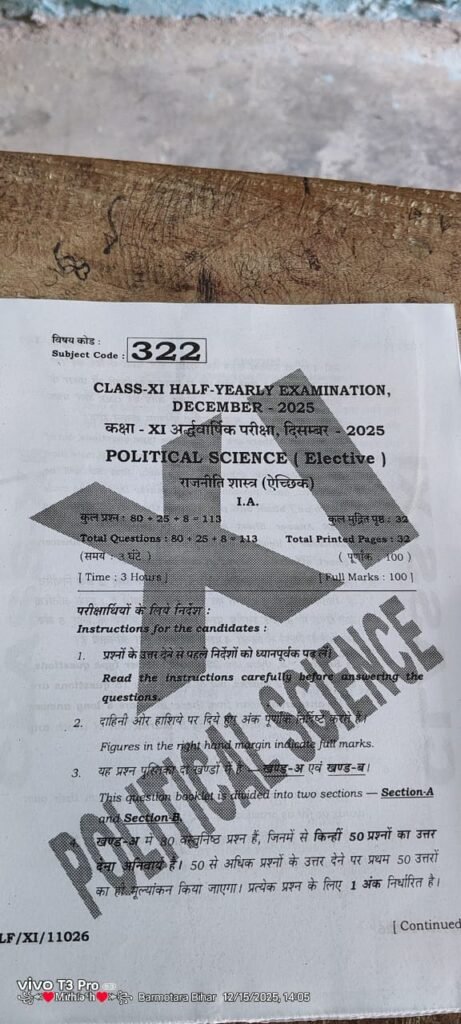 विषय कोड :
Subject Code : 322
CLASS-XI HALF-YEARLY EXAMINATION,
DECEMBER - 2025
कक्षा - XI अर्द्धवार्षिक परीक्षा, दिसम्बर - 2025
POLITICAL SCIENCE ( Elective )
राजनीति शास्त्र (ऐच्छिक)
I.A.
कुल प्रश्न : 80 + 25 + 8 = 113 कुल मुद्रित पृष्ठ : 32
Total Questions : 80 + 25 + 8 = 113 Total Printed Pages : 32
(समय : 3 घंटे ) ( पूर्णांक : 100 )
[ Time : 3 Hours ] [ Full Marks : 100 ]
परीक्षार्थियों के लिये निर्देश :
Instructions for the candidates :
1. प्रश्नों के उत्तर देने से पहले निर्देशों को ध्यानपूर्वक पढ़ लें।
Read the instructions carefully before answering the
questions.
2. दाहिनी ओर हाशिये पर दिये हुए अंक पूर्णांक निर्दिष्ट करते हैं।
Figures in the right hand margin indicate full marks.
3. यह प्रश्न पुस्तिका दो खण्डों में है — खण्ड-अ एवं खण्ड-ब।
This question booklet is divided into two sections — Section-A
and Section-B.
4. खण्ड-अ में 80 वस्तुनिष्ठ प्रश्न हैं, जिनमें से किन्हीं 50 प्रश्नों का उत्तर
देना अनिवार्य है। 50 से अधिक प्रश्नों के उत्तर देने पर प्रथम 50 उत्तरों
का ही मूल्यांकन किया जाएगा। प्रत्येक प्रश्न के लिए 1 अंक निर्धारित है।
XI
POLITICAL SCIENCE
[ Continued
LF/XI/11026
vivo T3 Pro 5G
Barmotara Bihar 12/15/2025, 14:05